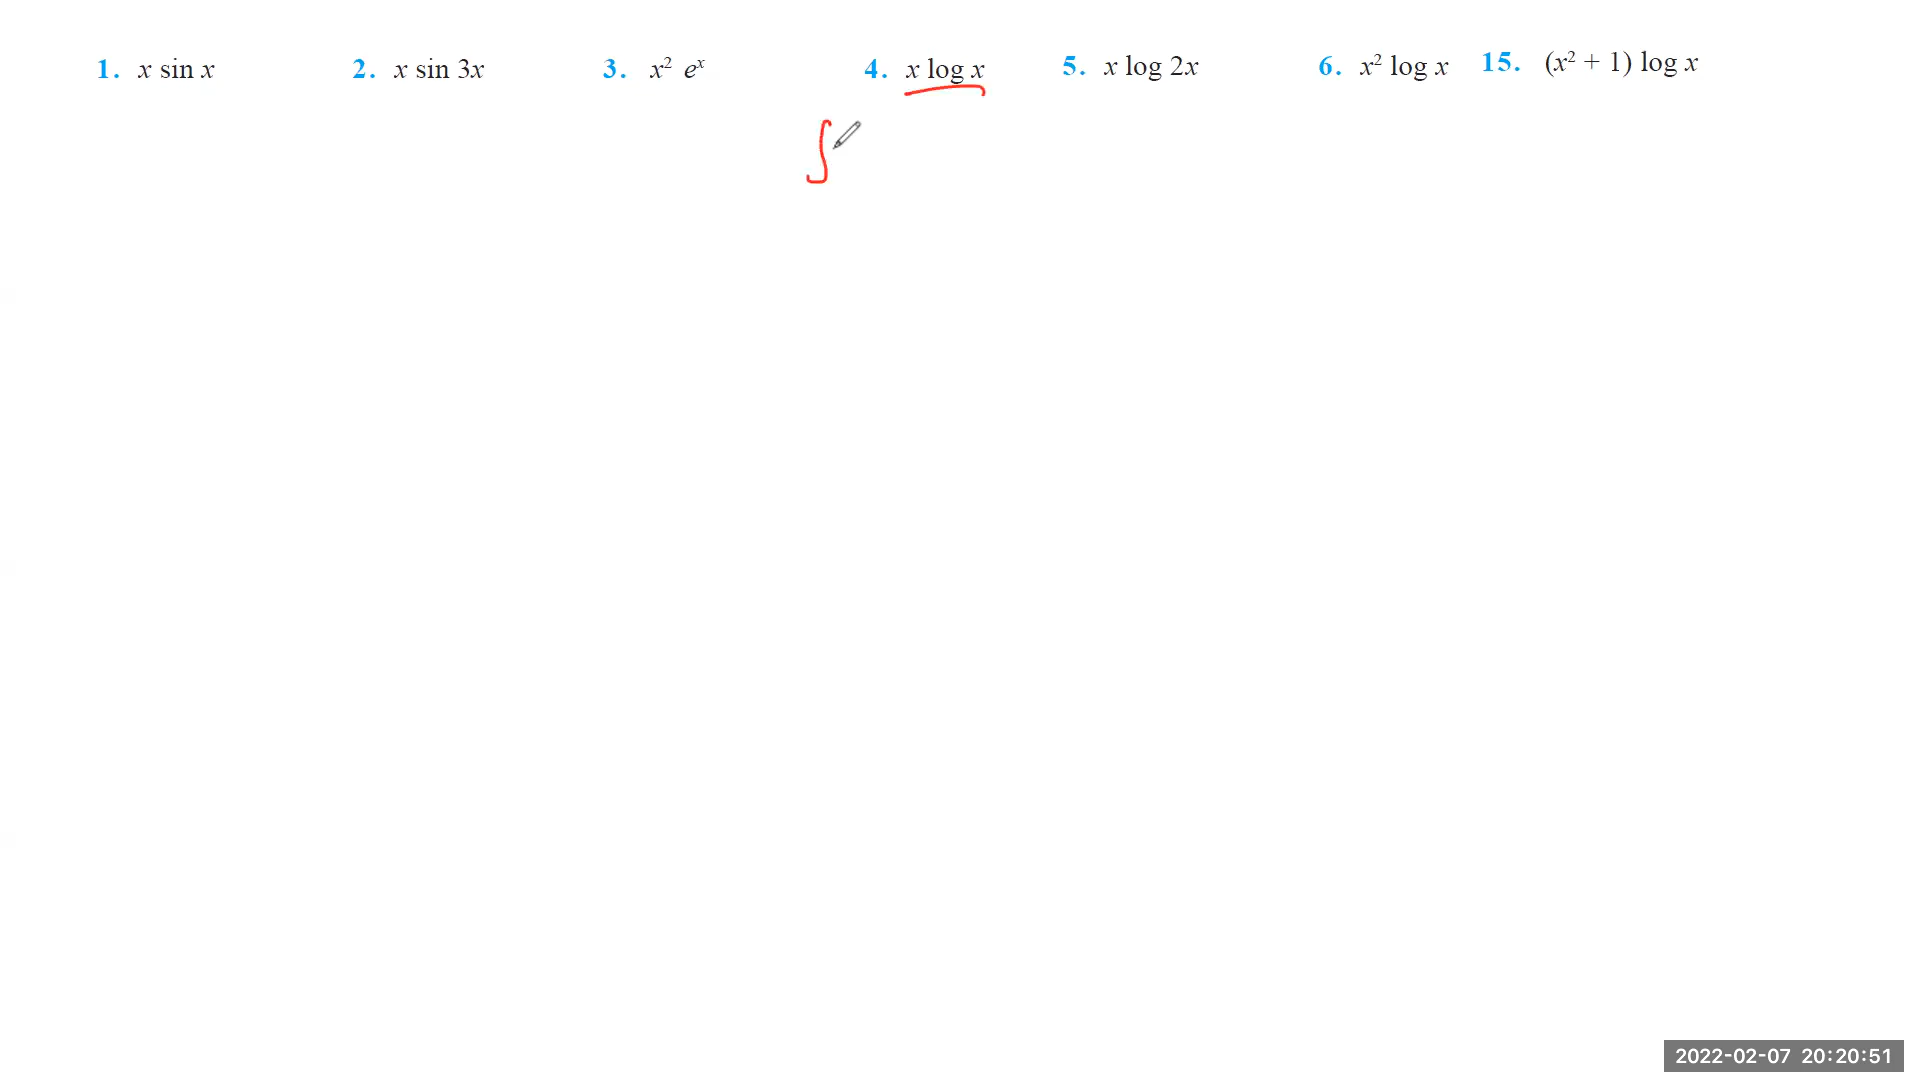 1. x sin x 2. x sin 3x 3. x² eˣ 4. x log x 5. x log 2x 6. x² log x 15. (x² + 1) log x
∫
2022-02-07 20:20:51